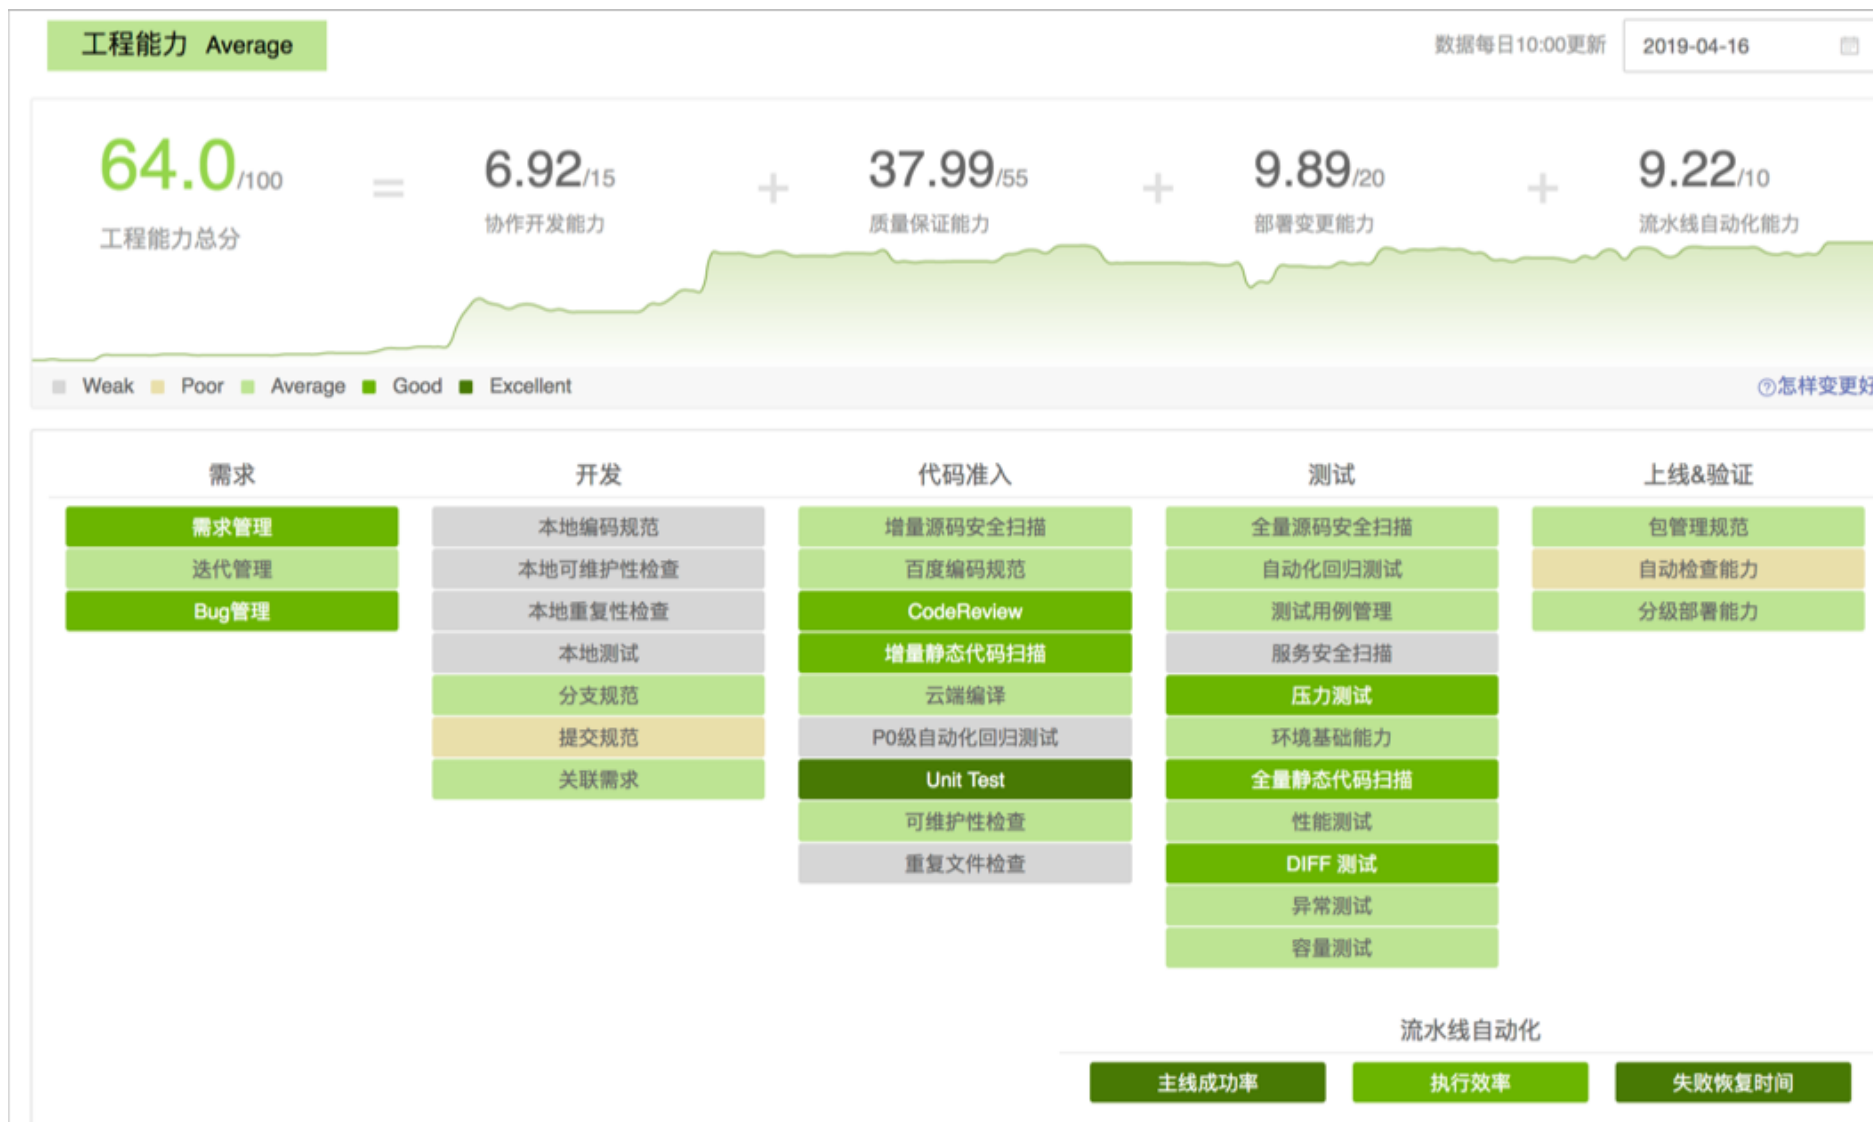 工程能力 Average
数据每日10:00更新 2019-04-16
64.0/100 = 6.92/15 + 37.99/55 + 9.89/20 + 9.22/10
工程能力总分 协作开发能力 质量保证能力 部署变更能力 流水线自动化能力
Weak Poor Average Good Excellent
怎样变更好
需求 开发 代码准入 测试 上线&验证
需求管理 本地编码规范 增量源码安全扫描 全量源码安全扫描 包管理规范
迭代管理 本地可维护性检查 百度编码规范 自动化回归测试 自动检查能力
Bug管理 本地重复性检查 CodeReview 测试用例管理 分级部署能力
本地测试 增量静态代码扫描 服务安全扫描
分支规范 云端编译 压力测试
提交规范 P0级自动化回归测试 环境基础能力
关联需求 Unit Test 全量静态代码扫描
可维护性检查 性能测试
重复文件检查 DIFF 测试
异常测试
容量测试
流水线自动化
主线成功率 执行效率 失败恢复时间